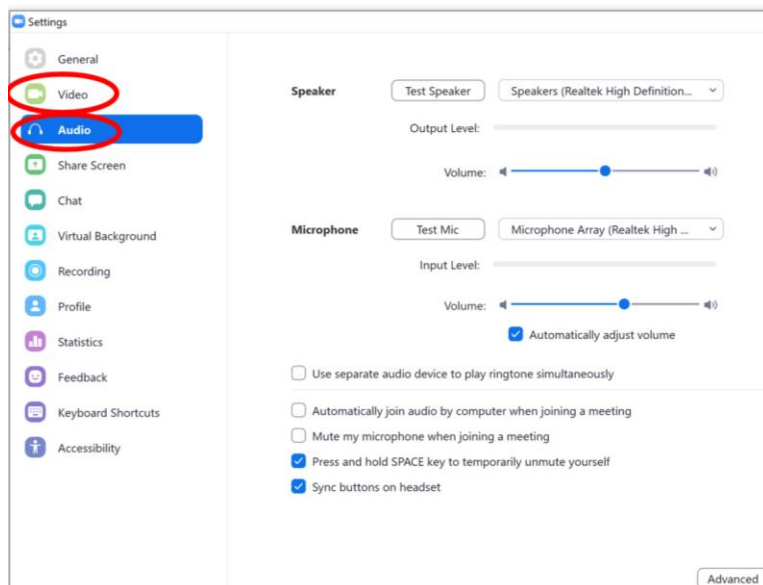 Settings
General
Video
Audio
Share Screen
Chat
Virtual Background
Recording
Profile
Statistics
Feedback
Keyboard Shortcuts
Accessibility
Speaker Test Speaker Speakers (Realtek High Definition...
Output Level:
Volume:
Microphone Test Mic Microphone Array (Realtek High ...
Input Level:
Volume:
Automatically adjust volume
Use separate audio device to play ringtone simultaneously
Automatically join audio by computer when joining a meeting
Mute my microphone when joining a meeting
Press and hold SPACE key to temporarily unmute yourself
Sync buttons on headset
Advanced